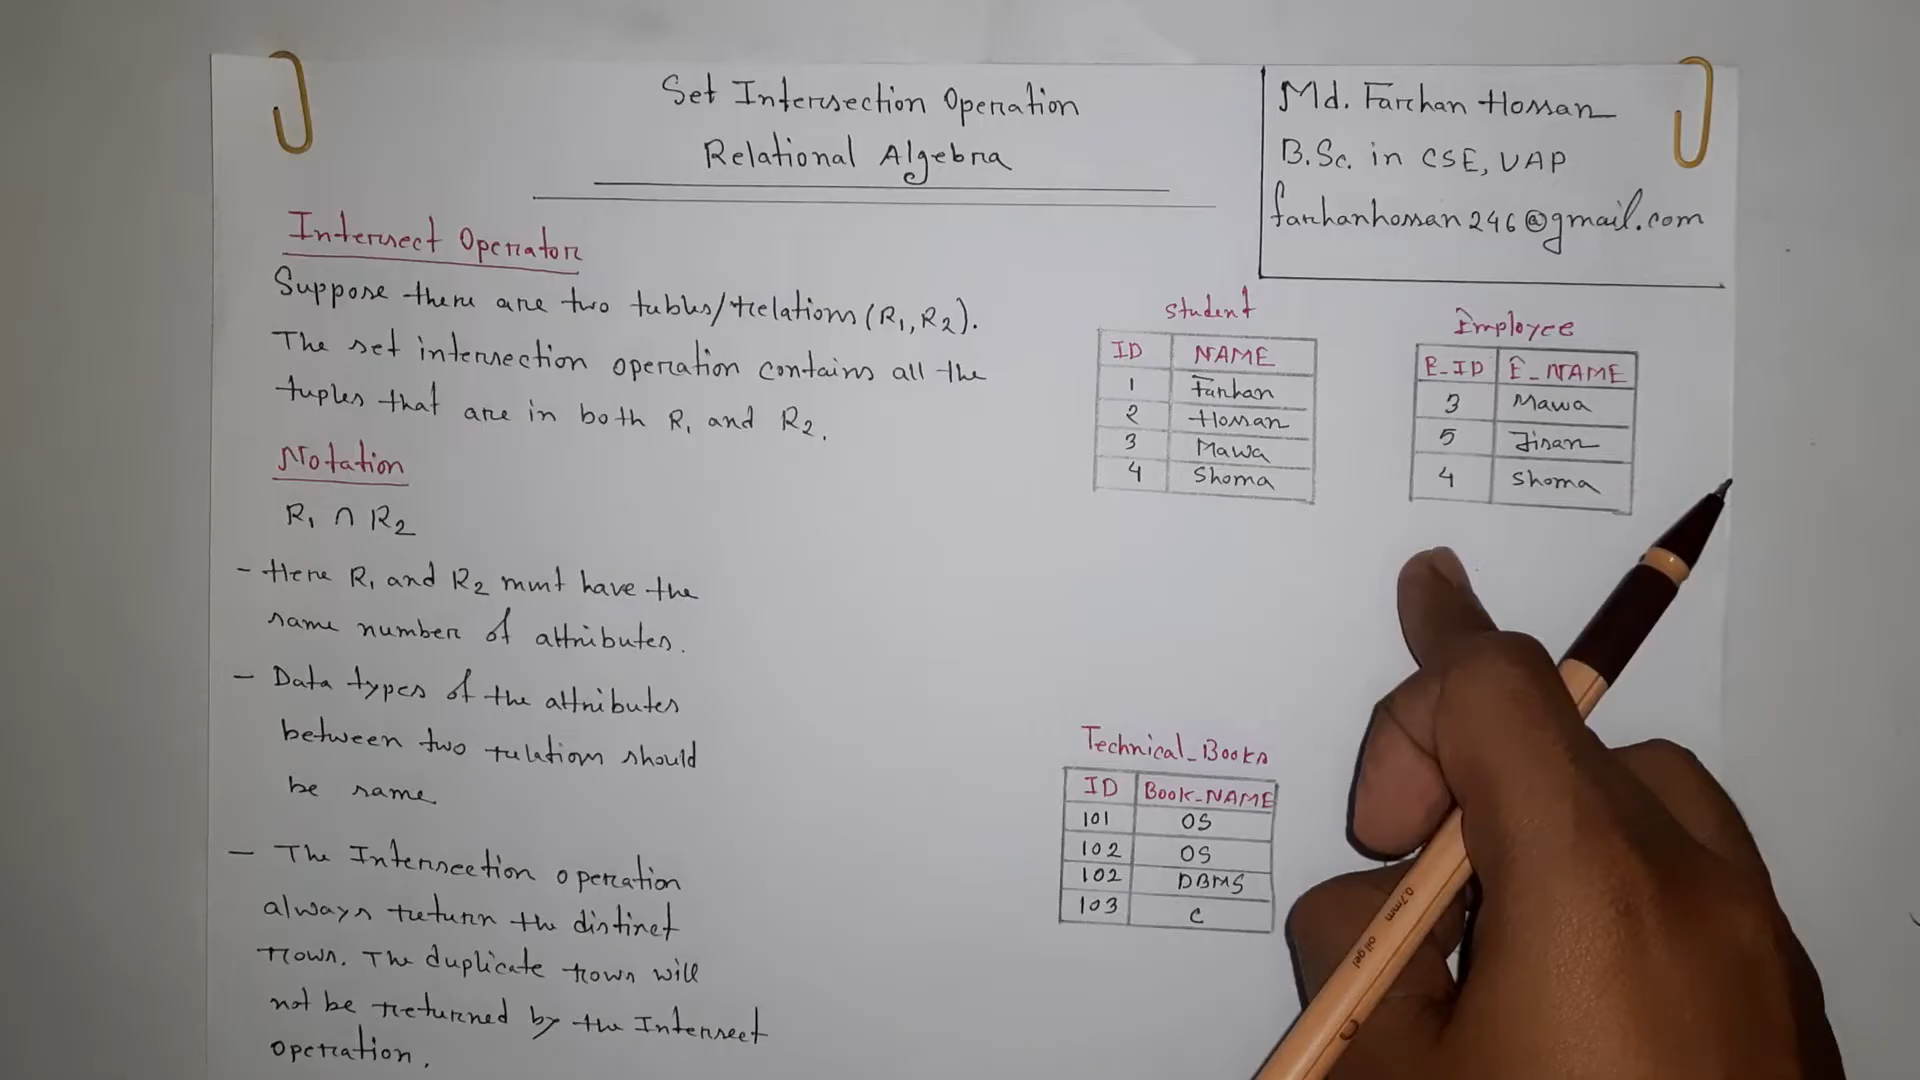 Set Intersection Operation
Relational Algebra
Md. Farhan Hossan
B.Sc. in CSE, UAP
farhanhossan246@gmail.com
Intersect Operator
Suppose there are two tables/relations (R1, R2).
The set intersection operation contains all the
tuples that are in both R1 and R2.
Notation
R1 ∩ R2
- Here R1 and R2 must have the
same number of attributes.
- Data types of the attributes
between two relations should
be same
- The Intersection operation
always return the distinct
rows. The duplicate rows will
not be returned by the Intersect
operation.
Student
ID NAME
1 Farhan
2 Hossan
3 Mawa
4 Shoma
Employee
E_ID E_NAME
3 Mawa
5 Jisan
4 Shoma
Technical_Books
ID Book_NAME
101 OS
102 OS
102 DBMS
103 C
0.7mm oil gel